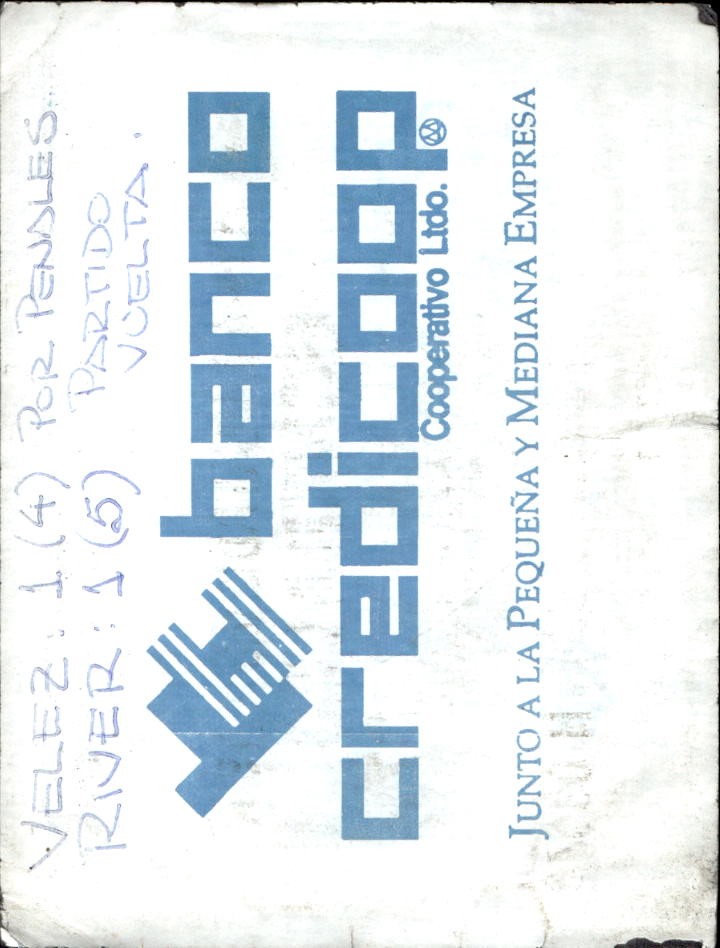 VELEZ: 1 (4) POR PENALES
RIVER: 1 (5) PARTIDO
VUELTA.
banco
credicoop
Cooperativo Ltdo.
JUNTO A LA PEQUEÑA Y MEDIANA EMPRESA